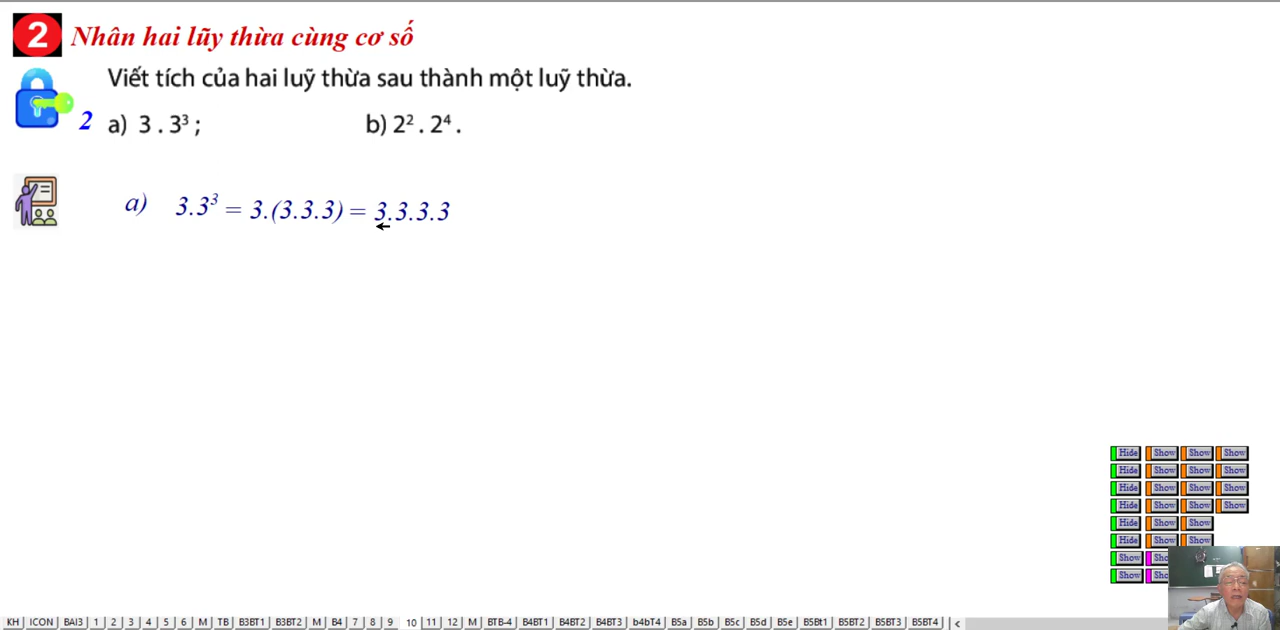 2 Nhân hai lũy thừa cùng cơ số
Viết tích của hai luỹ thừa sau thành một luỹ thừa.
2 a) 3 . 3³ ; b) 2² . 2⁴ .
a) 3.3³ = 3.(3.3.3) = 3.3.3.3
Hide Show Show Show
Hide Show Show Show
Hide Show Show Show
Hide Show Show Show
Hide Show Show
Hide Show Show
Show
Show
KH ICON BAI3 1 2 3 4 5 6 M TB B3BT1 B3BT2 M B4 7 8 9 10 11 12 M BTB-4 B4BT1 B4BT2 B4BT3 b4bT4 B5a B5b B5c B5d B5e B5Bt1 B5BT2 B5BT3 B5BT4 <